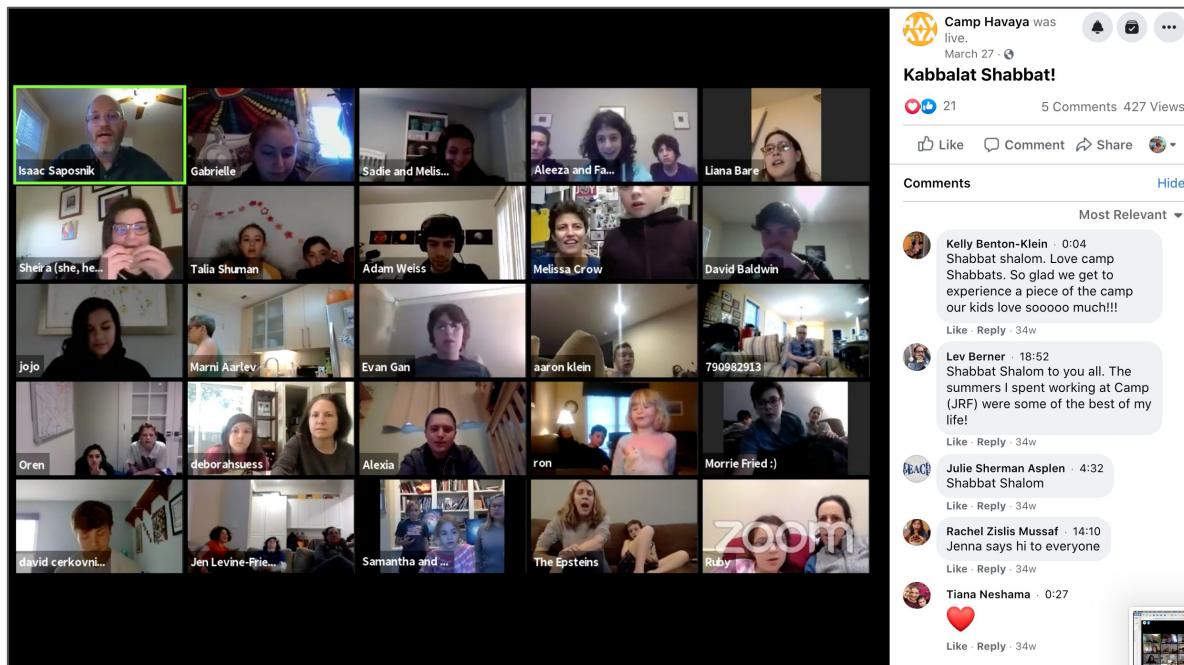 Isaac Saposnik
Gabrielle
Sadie and Melis...
Aleeza and Fa...
Liana Bare
Sheira (she, he...
Talia Shuman
Adam Weiss
Melissa Crow
David Baldwin
jojo
Marni Aarlev
Evan Gan
aaron klein
790982913
Oren
deborahsuess
Alexia
ron
Morrie Fried :)
david cerkovni...
Jen Levine-Frie...
Samantha and ...
The Epsteins
Ruby
zoom
Camp Havaya was
live.
March 27 ·
Kabbalat Shabbat!
21
5 Comments 427 Views
Like Comment Share
Comments
Hide
Most Relevant
Kelly Benton-Klein · 0:04
Shabbat shalom. Love camp
Shabbats. So glad we get to
experience a piece of the camp
our kids love sooooo much!!!
Like · Reply · 34w
Lev Berner · 18:52
Shabbat Shalom to you all. The
summers I spent working at Camp
(JRF) were some of the best of my
life!
Like · Reply · 34w
Julie Sherman Asplen · 4:32
Shabbat Shalom
Like · Reply · 34w
Rachel Zislis Mussaf · 14:10
Jenna says hi to everyone
Like · Reply · 34w
Tiana Neshama · 0:27
Like · Reply · 34w